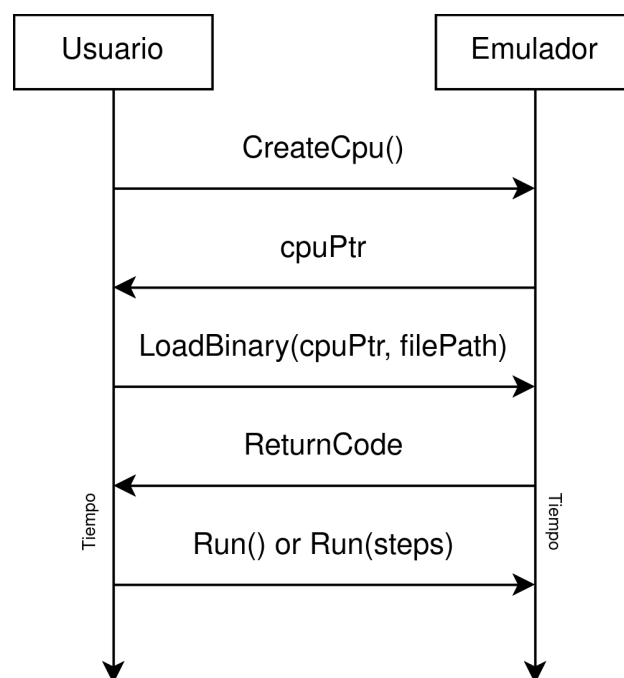 Usuario
Emulador
CreateCpu()
cpuPtr
LoadBinary(cpuPtr, filePath)
ReturnCode
Tiempo
Tiempo
Run() or Run(steps)